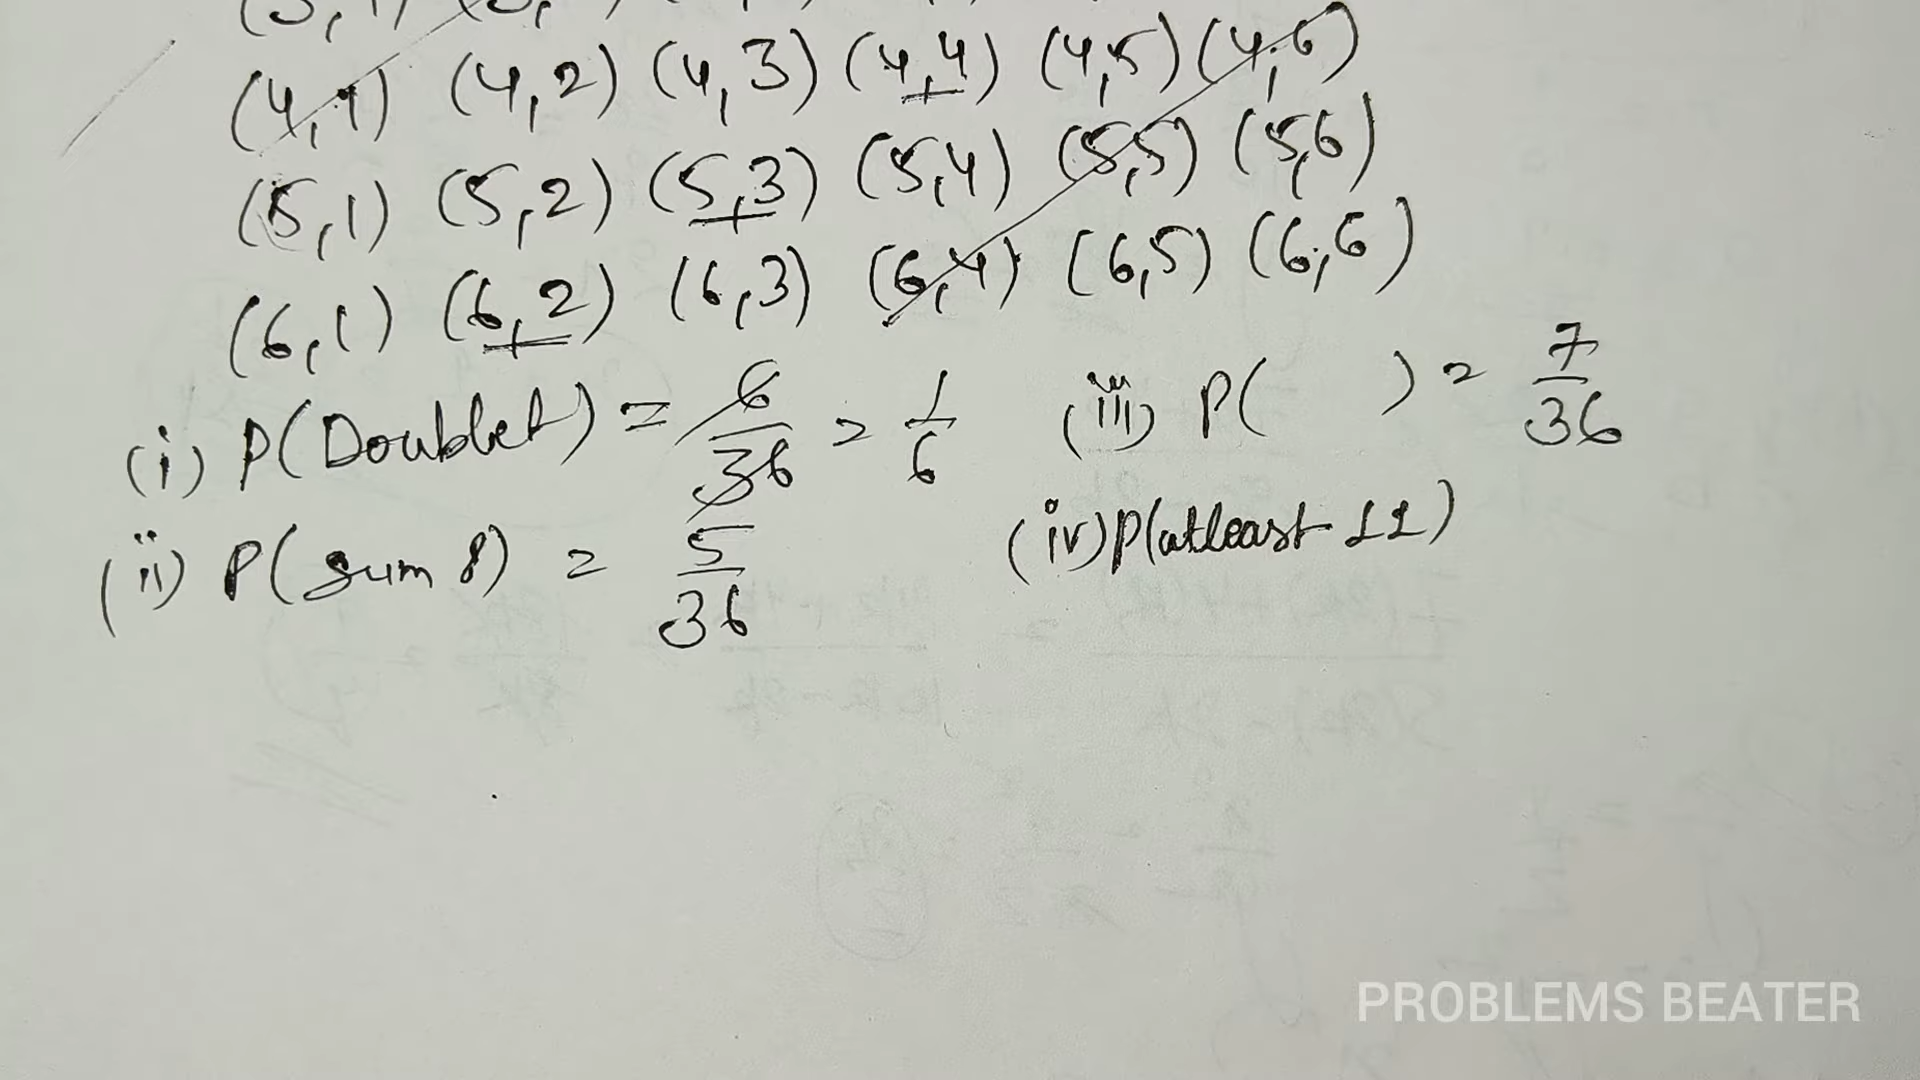 (4,1) (4,2) (4,3) (4,4) (4,5) (4,6)
(5,1) (5,2) (5,3) (5,4) (5,5) (5,6)
(6,1) (6,2) (6,3) (6,4) (6,5) (6,6)
(i) P(Doublet) = 6/36 = 1/6
(ii) P(sum 8) = 5/36
(iii) P( ) = 7/36
(iv) P(atleast 11)
PROBLEMS BEATER